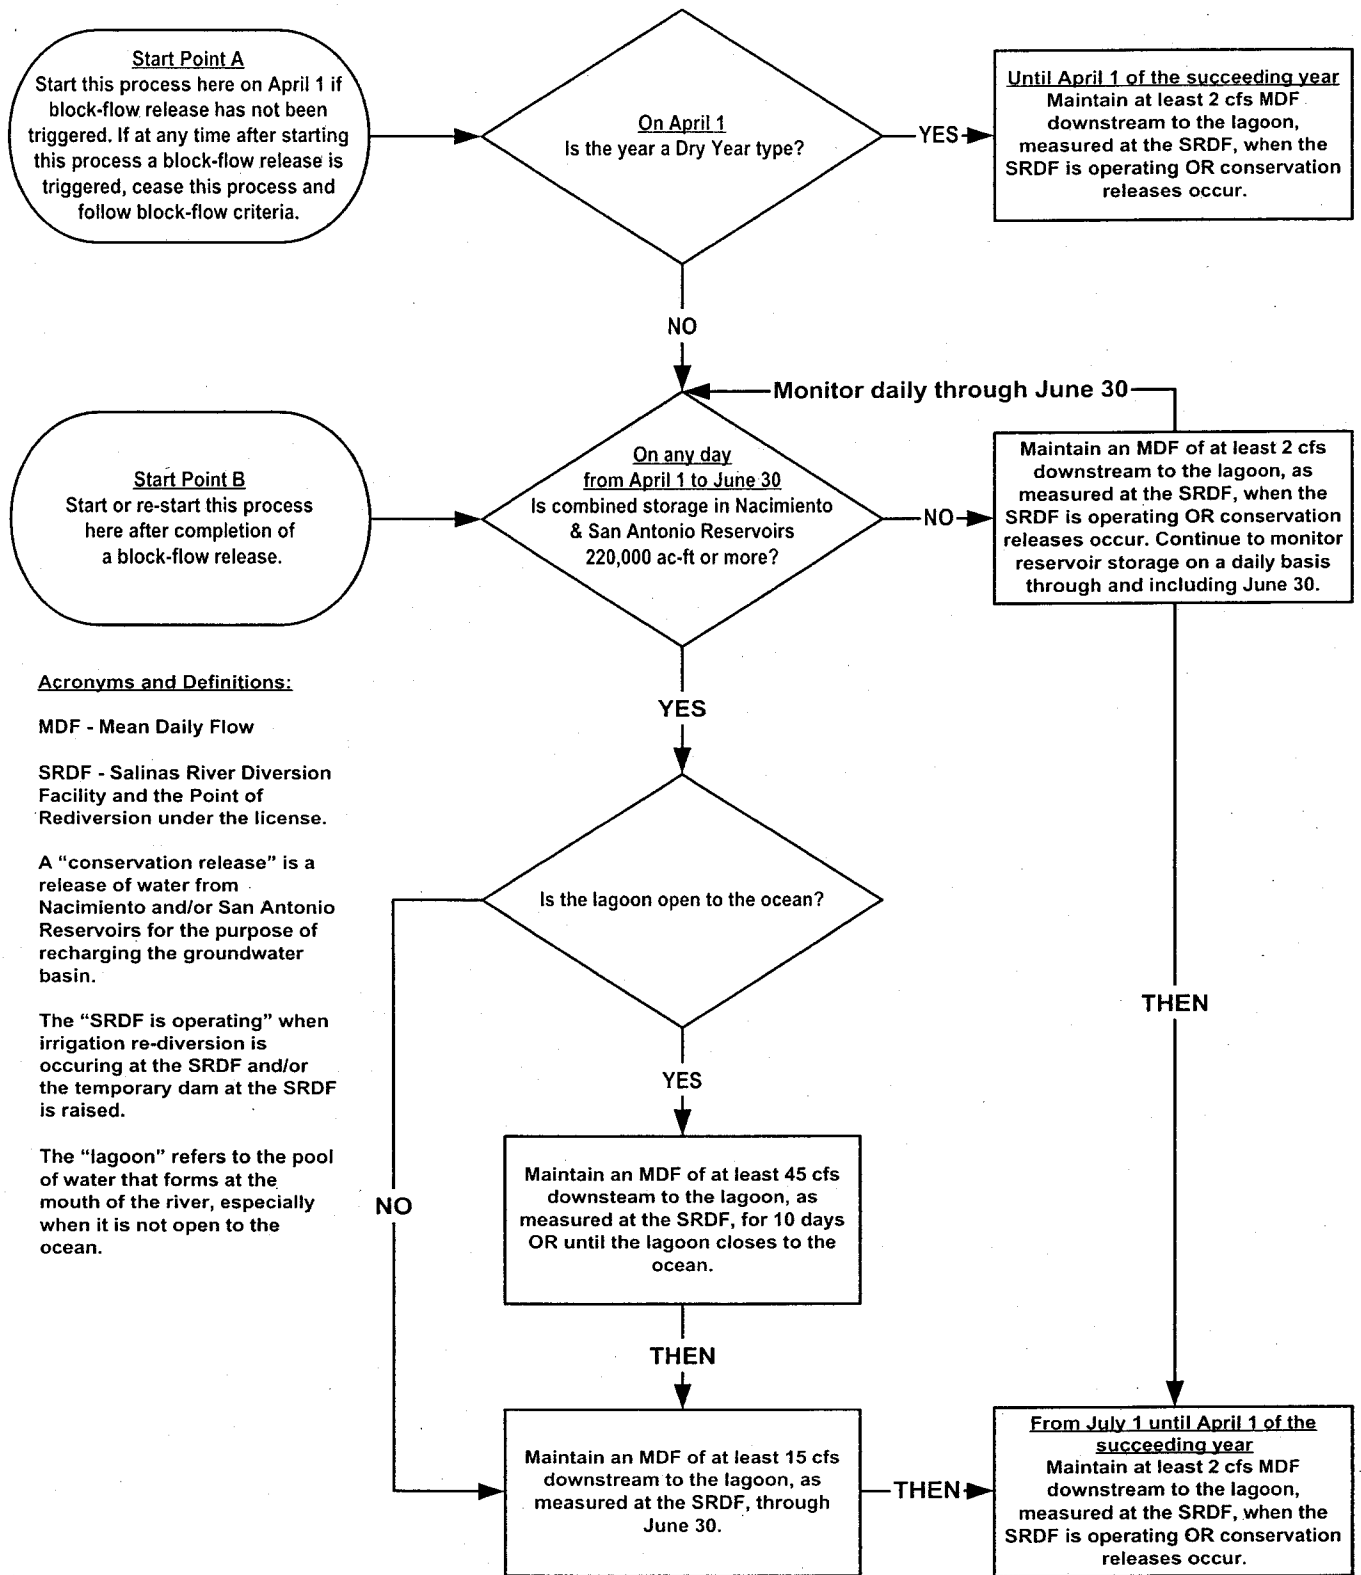 Start Point A
Start this process here on April 1 if
block-flow release has not been
triggered. If at any time after starting
this process a block-flow release is
triggered, cease this process and
follow block-flow criteria.
On April 1
Is the year a Dry Year type?
YES
Until April 1 of the succeeding year
Maintain at least 2 cfs MDF
downstream to the lagoon,
measured at the SRDF, when the
SRDF is operating OR conservation
releases occur.
NO
Monitor daily through June 30
Start Point B
Start or re-start this process
here after completion of
a block-flow release.
On any day
from April 1 to June 30
Is combined storage in Nacimiento
& San Antonio Reservoirs
220,000 ac-ft or more?
NO
Maintain an MDF of at least 2 cfs
downstream to the lagoon, as
measured at the SRDF, when the
SRDF is operating OR conservation
releases occur. Continue to monitor
reservoir storage on a daily basis
through and including June 30.
YES
Acronyms and Definitions:
MDF - Mean Daily Flow
SRDF - Salinas River Diversion
Facility and the Point of
Rediversion under the license.
A “conservation release” is a
release of water from
Nacimiento and/or San Antonio
Reservoirs for the purpose of
recharging the groundwater
basin.
The “SRDF is operating” when
irrigation re-diversion is
occuring at the SRDF and/or
the temporary dam at the SRDF
is raised.
The “lagoon” refers to the pool
of water that forms at the
mouth of the river, especially
when it is not open to the
ocean.
Is the lagoon open to the ocean?
THEN
YES
NO
Maintain an MDF of at least 45 cfs
downsteam to the lagoon, as
measured at the SRDF, for 10 days
OR until the lagoon closes to the
ocean.
THEN
Maintain an MDF of at least 15 cfs
downstream to the lagoon, as
measured at the SRDF, through
June 30.
THEN
From July 1 until April 1 of the
succeeding year
Maintain at least 2 cfs MDF
downstream to the lagoon,
measured at the SRDF, when the
SRDF is operating OR conservation
releases occur.